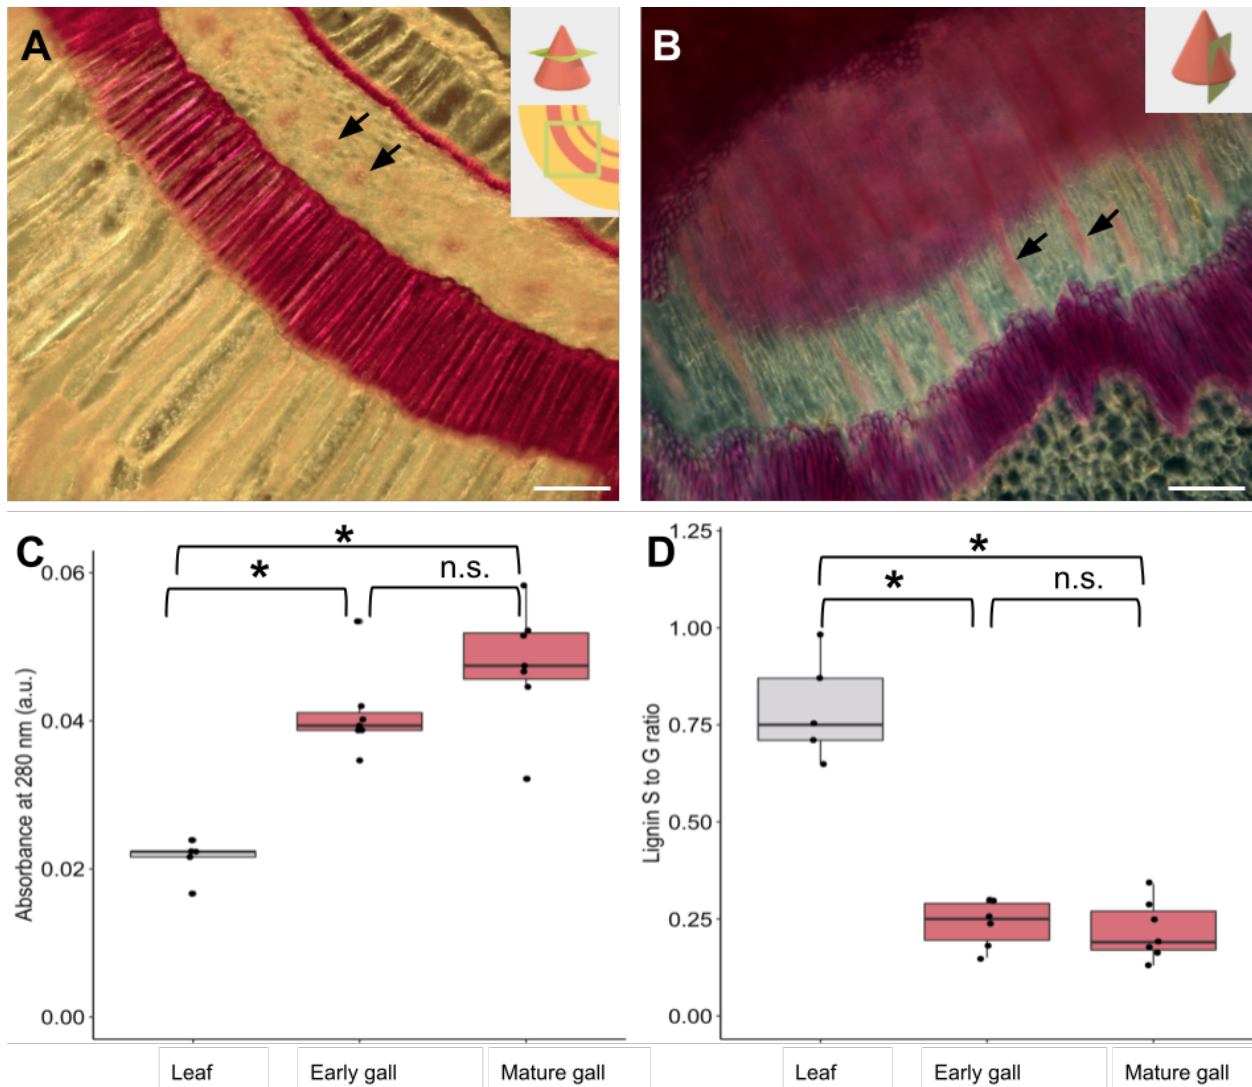 A
B
C
*
*
n.s.
0.06
0.04
0.02
0.00
Absorbance at 280 nm (a.u.)
Leaf
Early gall
Mature gall
D
*
*
n.s.
1.25
1.00
0.75
0.50
0.25
0.00
Lignin S to G ratio
Leaf
Early gall
Mature gall